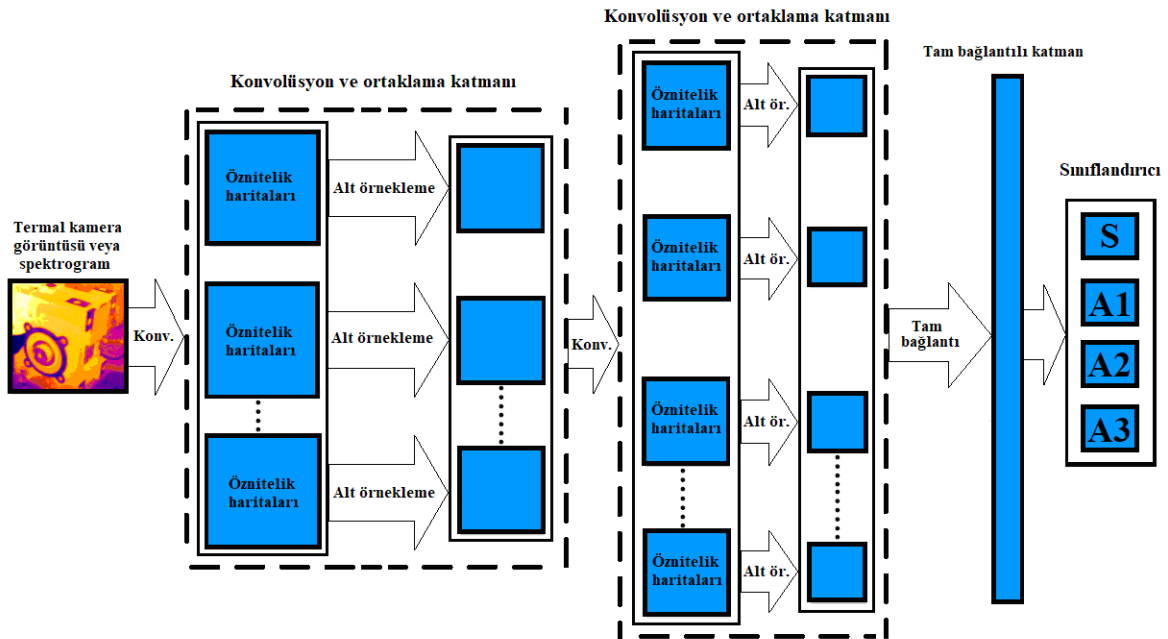 Termal kamera
görüntüsü veya
spektrogram
Konv.
Konvolüsyon ve ortaklama katmanı
Öznitelik
haritaları
Alt örnekleme
Öznitelik
haritaları
Alt örnekleme
Öznitelik
haritaları
Alt örnekleme
Konv.
Konvolüsyon ve ortaklama katmanı
Öznitelik
haritaları
Alt ör.
Öznitelik
haritaları
Alt ör.
Öznitelik
haritaları
Alt ör.
Öznitelik
haritaları
Alt ör.
Tam
bağlantı
Tam bağlantılı katman
Sınıflandırıcı
S
A1
A2
A3